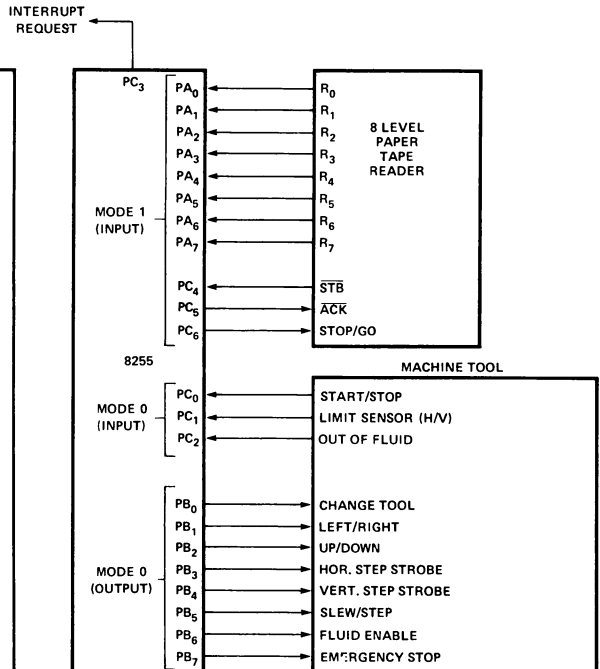 INTERRUPT
REQUEST
PC3
MODE 1
(INPUT)
PA0
PA1
PA2
PA3
PA4
PA5
PA6
PA7
PC4
PC5
PC6
R0
R1
R2
R3
R4
R5
R6
R7
8 LEVEL
PAPER
TAPE
READER
STB
ACK
STOP/GO
8255
MACHINE TOOL
MODE 0
(INPUT)
PC0
PC1
PC2
START/STOP
LIMIT SENSOR (H/V)
OUT OF FLUID
MODE 0
(OUTPUT)
PB0
PB1
PB2
PB3
PB4
PB5
PB6
PB7
CHANGE TOOL
LEFT/RIGHT
UP/DOWN
HOR. STEP STROBE
VERT. STEP STROBE
SLEW/STEP
FLUID ENABLE
EMERGENCY STOP